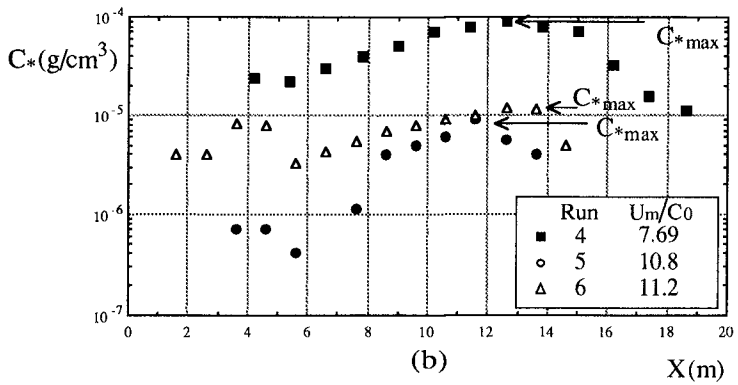 10⁻⁴
C*(g/cm³)
C*max
10⁻⁵
C*max
C*max
10⁻⁶
Run Um/C0
■ 4 7.69
● 5 10.8
△ 6 11.2
10⁻⁷
0 2 4 6 8 10 12 14 16 18 20
(b)
X(m)